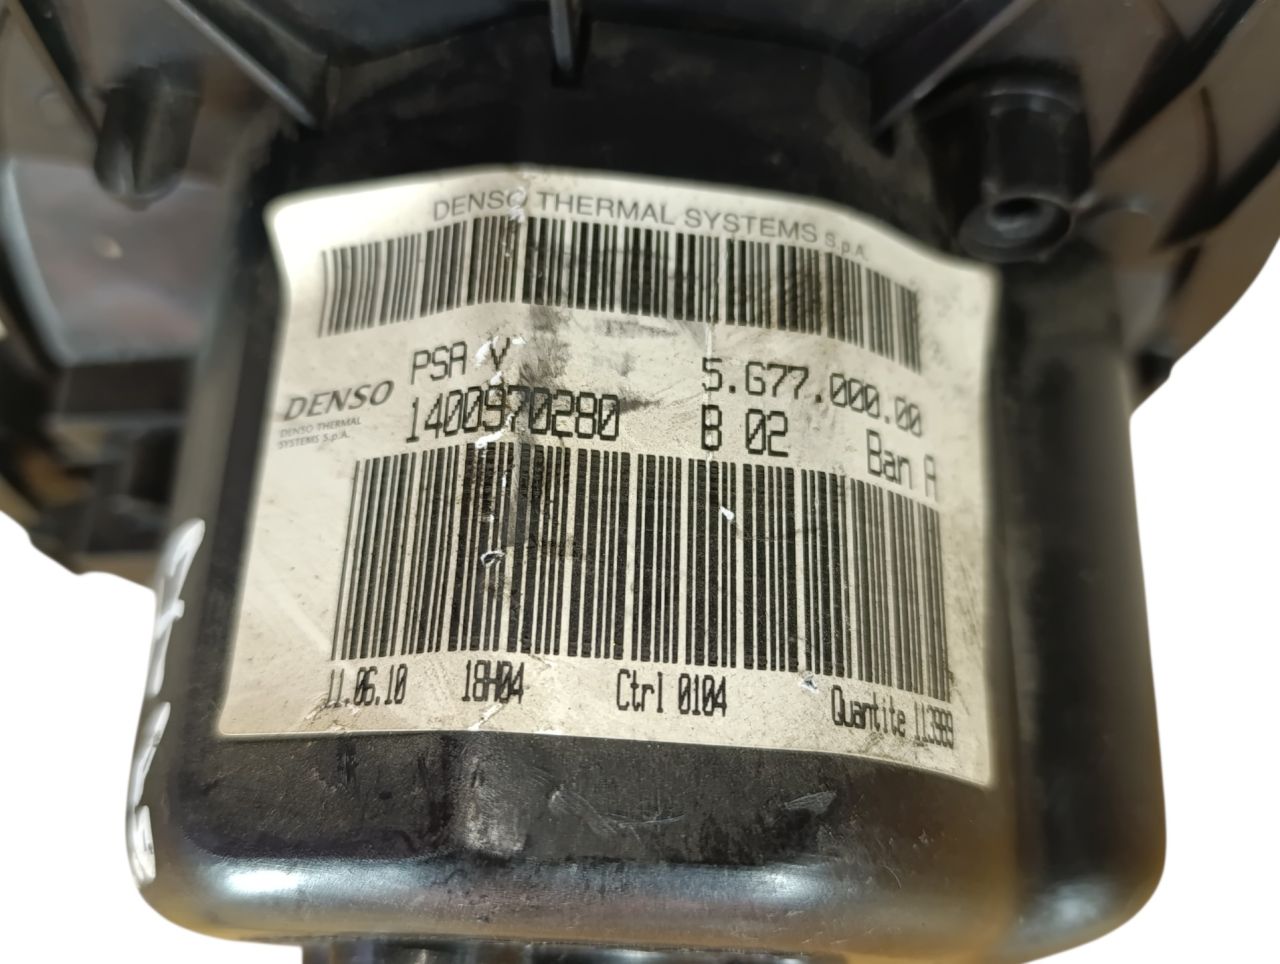 DENSO THERMAL SYSTEMS S.p.A.
PSA V 5.G77.000.00
DENSO 1400970280 B 02 Ban A
DENSO THERMAL
SYSTEMS S.p.A.
11.06.10 18H04 Ctrl 0104 Quantite 113989